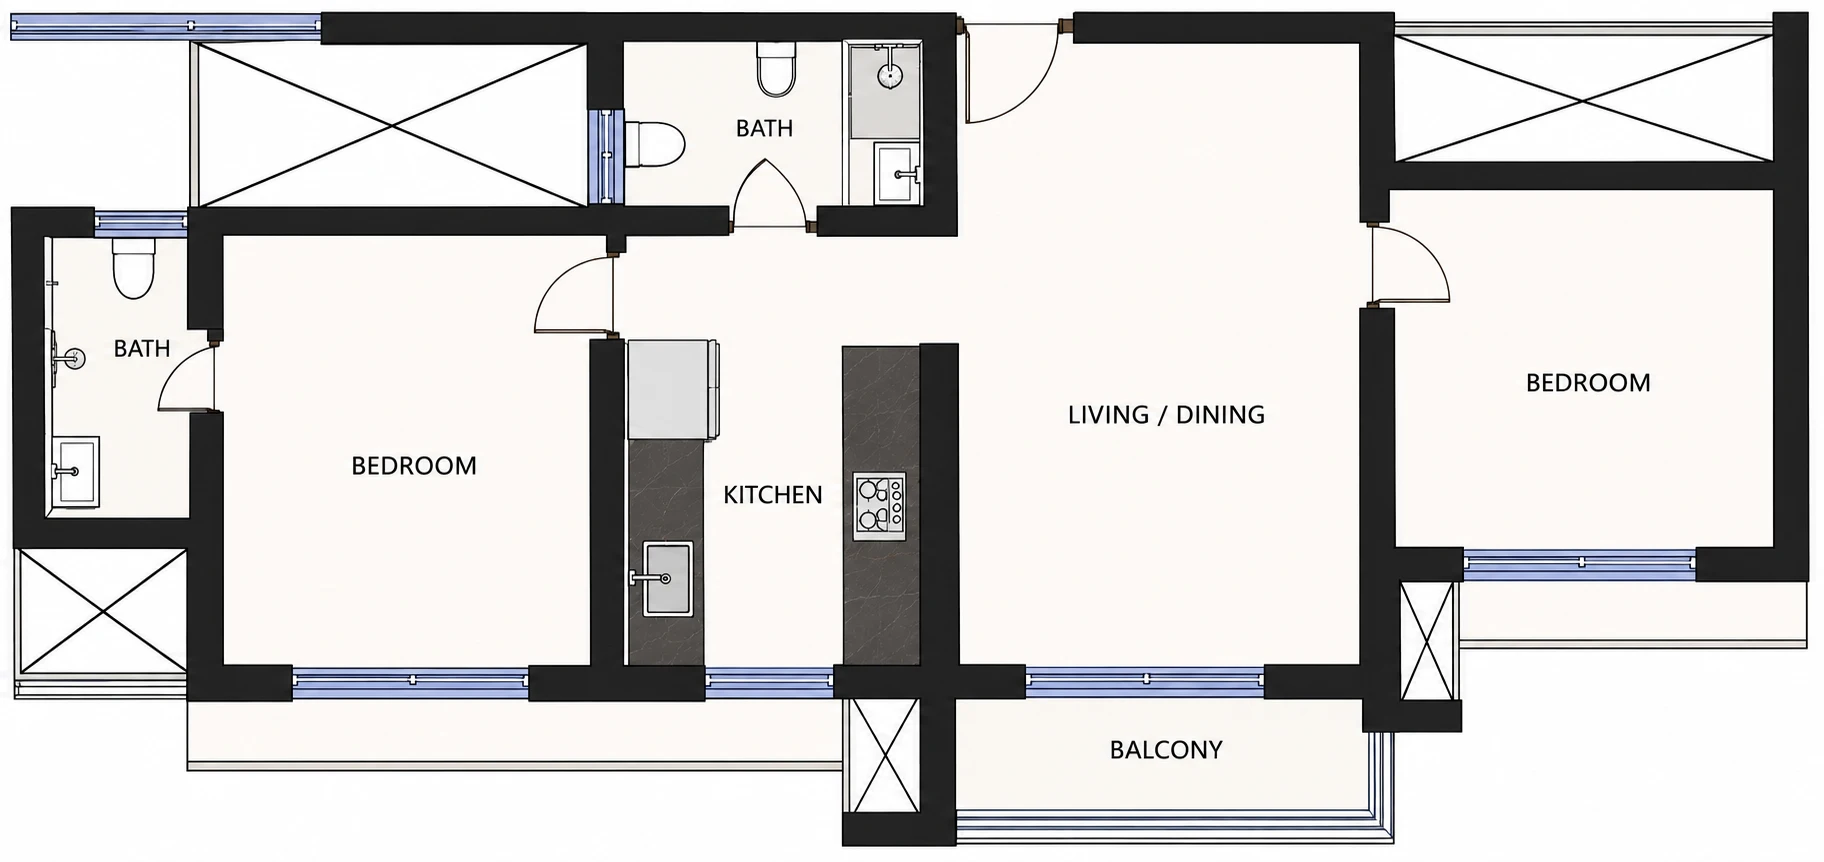 BATH
BATH
BEDROOM
LIVING / DINING
BEDROOM
KITCHEN
BALCONY